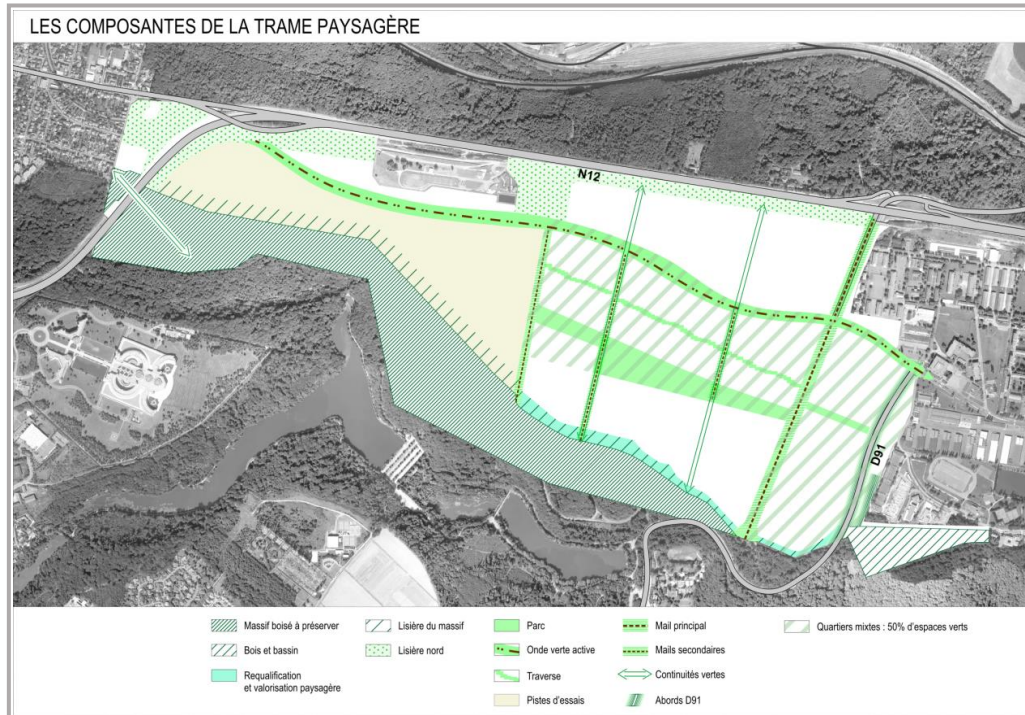 LES COMPOSANTES DE LA TRAME PAYSAGÈRE
N12
D91
Massif boisé à préserver
Bois et bassin
Requalification
et valorisation paysagère
Lisière du massif
Lisière nord
Parc
Onde verte active
Traverse
Pistes d'essais
Mail principal
Mails secondaires
Continuités vertes
Abords D91
Quartiers mixtes : 50% d'espaces verts